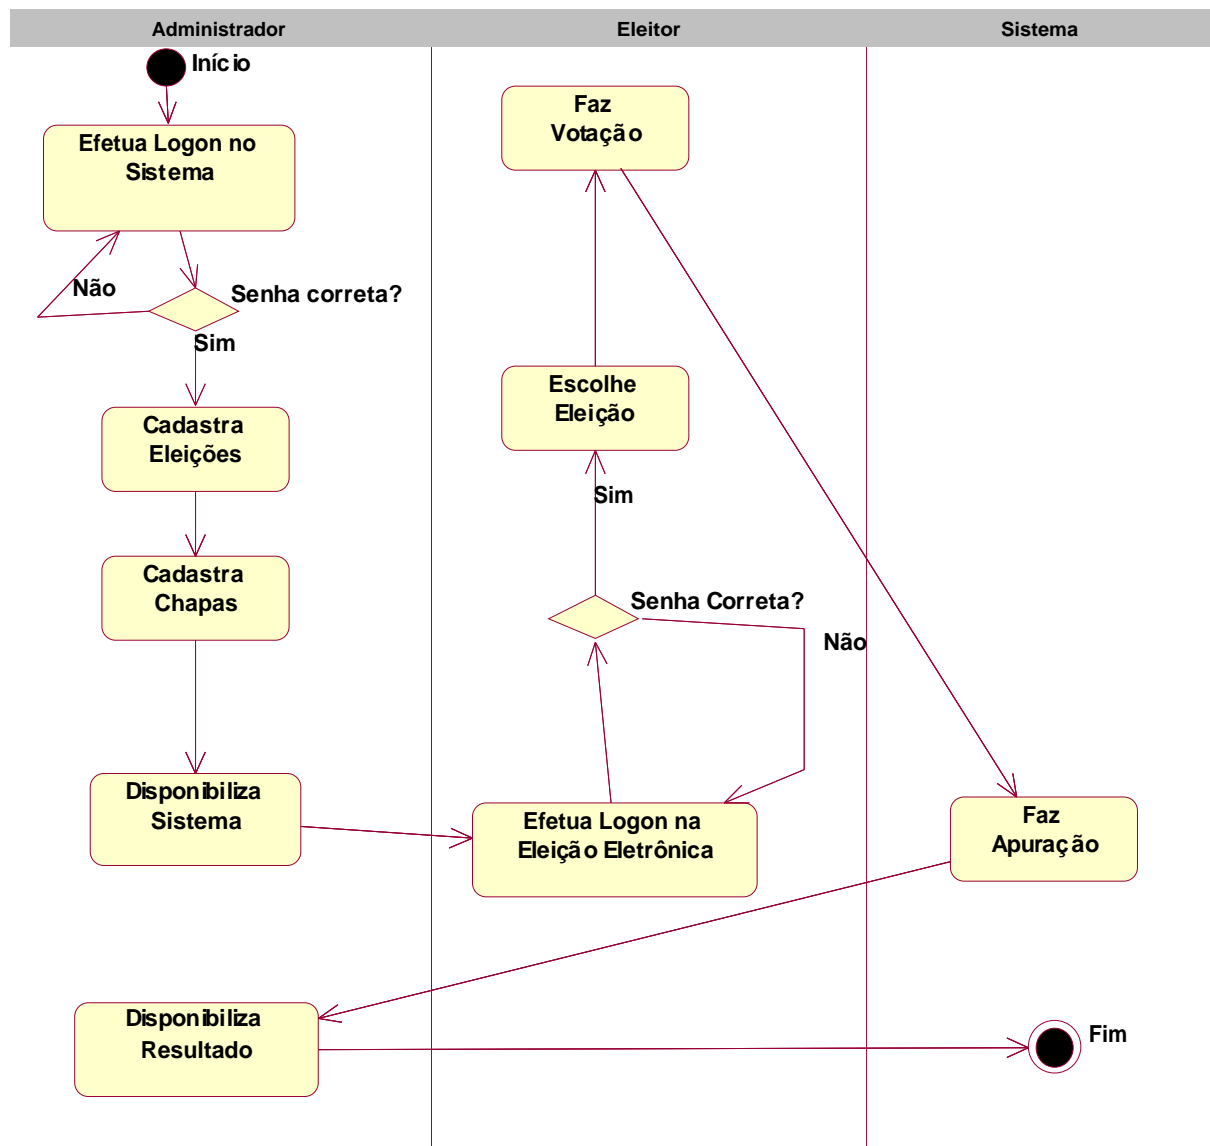 Administrador
Eleitor
Sistema
Início
Efetua Logon no
Sistema
Não
Senha correta?
Sim
Cadastra
Eleições
Cadastra
Chapas
Disponibiliza
Sistema
Disponibiliza
Resultado
Faz
Votação
Escolhe
Eleição
Sim
Senha Correta?
Não
Efetua Logon na
Eleição Eletrônica
Faz
Apuração
Fim